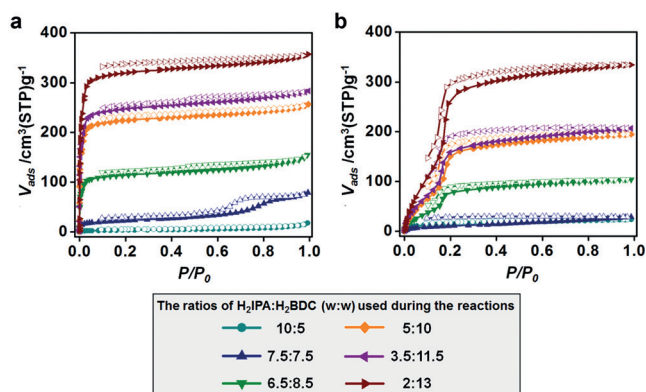 a
b
400
300
200
100
0
V_ads /cm³(STP)g⁻¹
0.0 0.2 0.4 0.6 0.8 1.0
P/P₀
400
300
200
100
0
V_ads /cm³(STP)g⁻¹
0.0 0.2 0.4 0.6 0.8 1.0
P/P₀
The ratios of H₂IPA:H₂BDC (w:w) used during the reactions
10:5 5:10
7.5:7.5 3.5:11.5
6.5:8.5 2:13